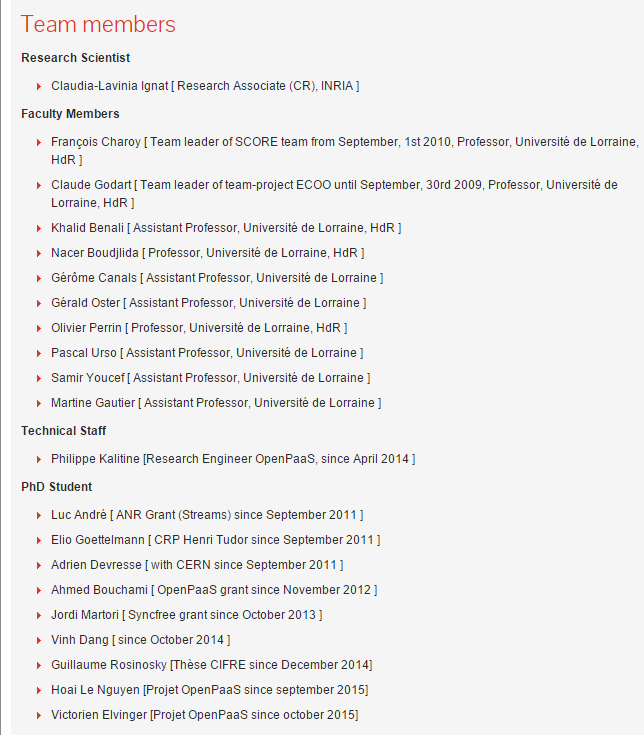 Team members
Research Scientist
Claudia-Lavinia Ignat [ Research Associate (CR), INRIA ]
Faculty Members
François Charoy [ Team leader of SCORE team from September, 1st 2010, Professor, Université de Lorraine,
HdR ]
Claude Godart [ Team leader of team-project ECOO until September, 30rd 2009, Professor, Université de
Lorraine, HdR ]
Khalid Benali [ Assistant Professor, Université de Lorraine, HdR ]
Nacer Boudjlida [ Professor, Université de Lorraine, HdR ]
Gérôme Canals [ Assistant Professor, Université de Lorraine ]
Gérald Oster [ Assistant Professor, Université de Lorraine ]
Olivier Perrin [ Professor, Université de Lorraine, HdR ]
Pascal Urso [ Assistant Professor, Université de Lorraine ]
Samir Youcef [ Assistant Professor, Université de Lorraine ]
Martine Gautier [ Assistant Professor, Université de Lorraine ]
Technical Staff
Philippe Kalitine [Research Engineer OpenPaaS, since April 2014 ]
PhD Student
Luc André [ ANR Grant (Streams) since September 2011 ]
Elio Goettelmann [ CRP Henri Tudor since September 2011 ]
Adrien Devresse [ with CERN since September 2011 ]
Ahmed Bouchami [ OpenPaaS grant since November 2012 ]
Jordi Martori [ Syncfree grant since October 2013 ]
Vinh Dang [ since October 2014 ]
Guillaume Rosinosky [Thèse CIFRE since December 2014]
Hoai Le Nguyen [Projet OpenPaaS since september 2015]
Victorien Elvinger [Projet OpenPaaS since october 2015]